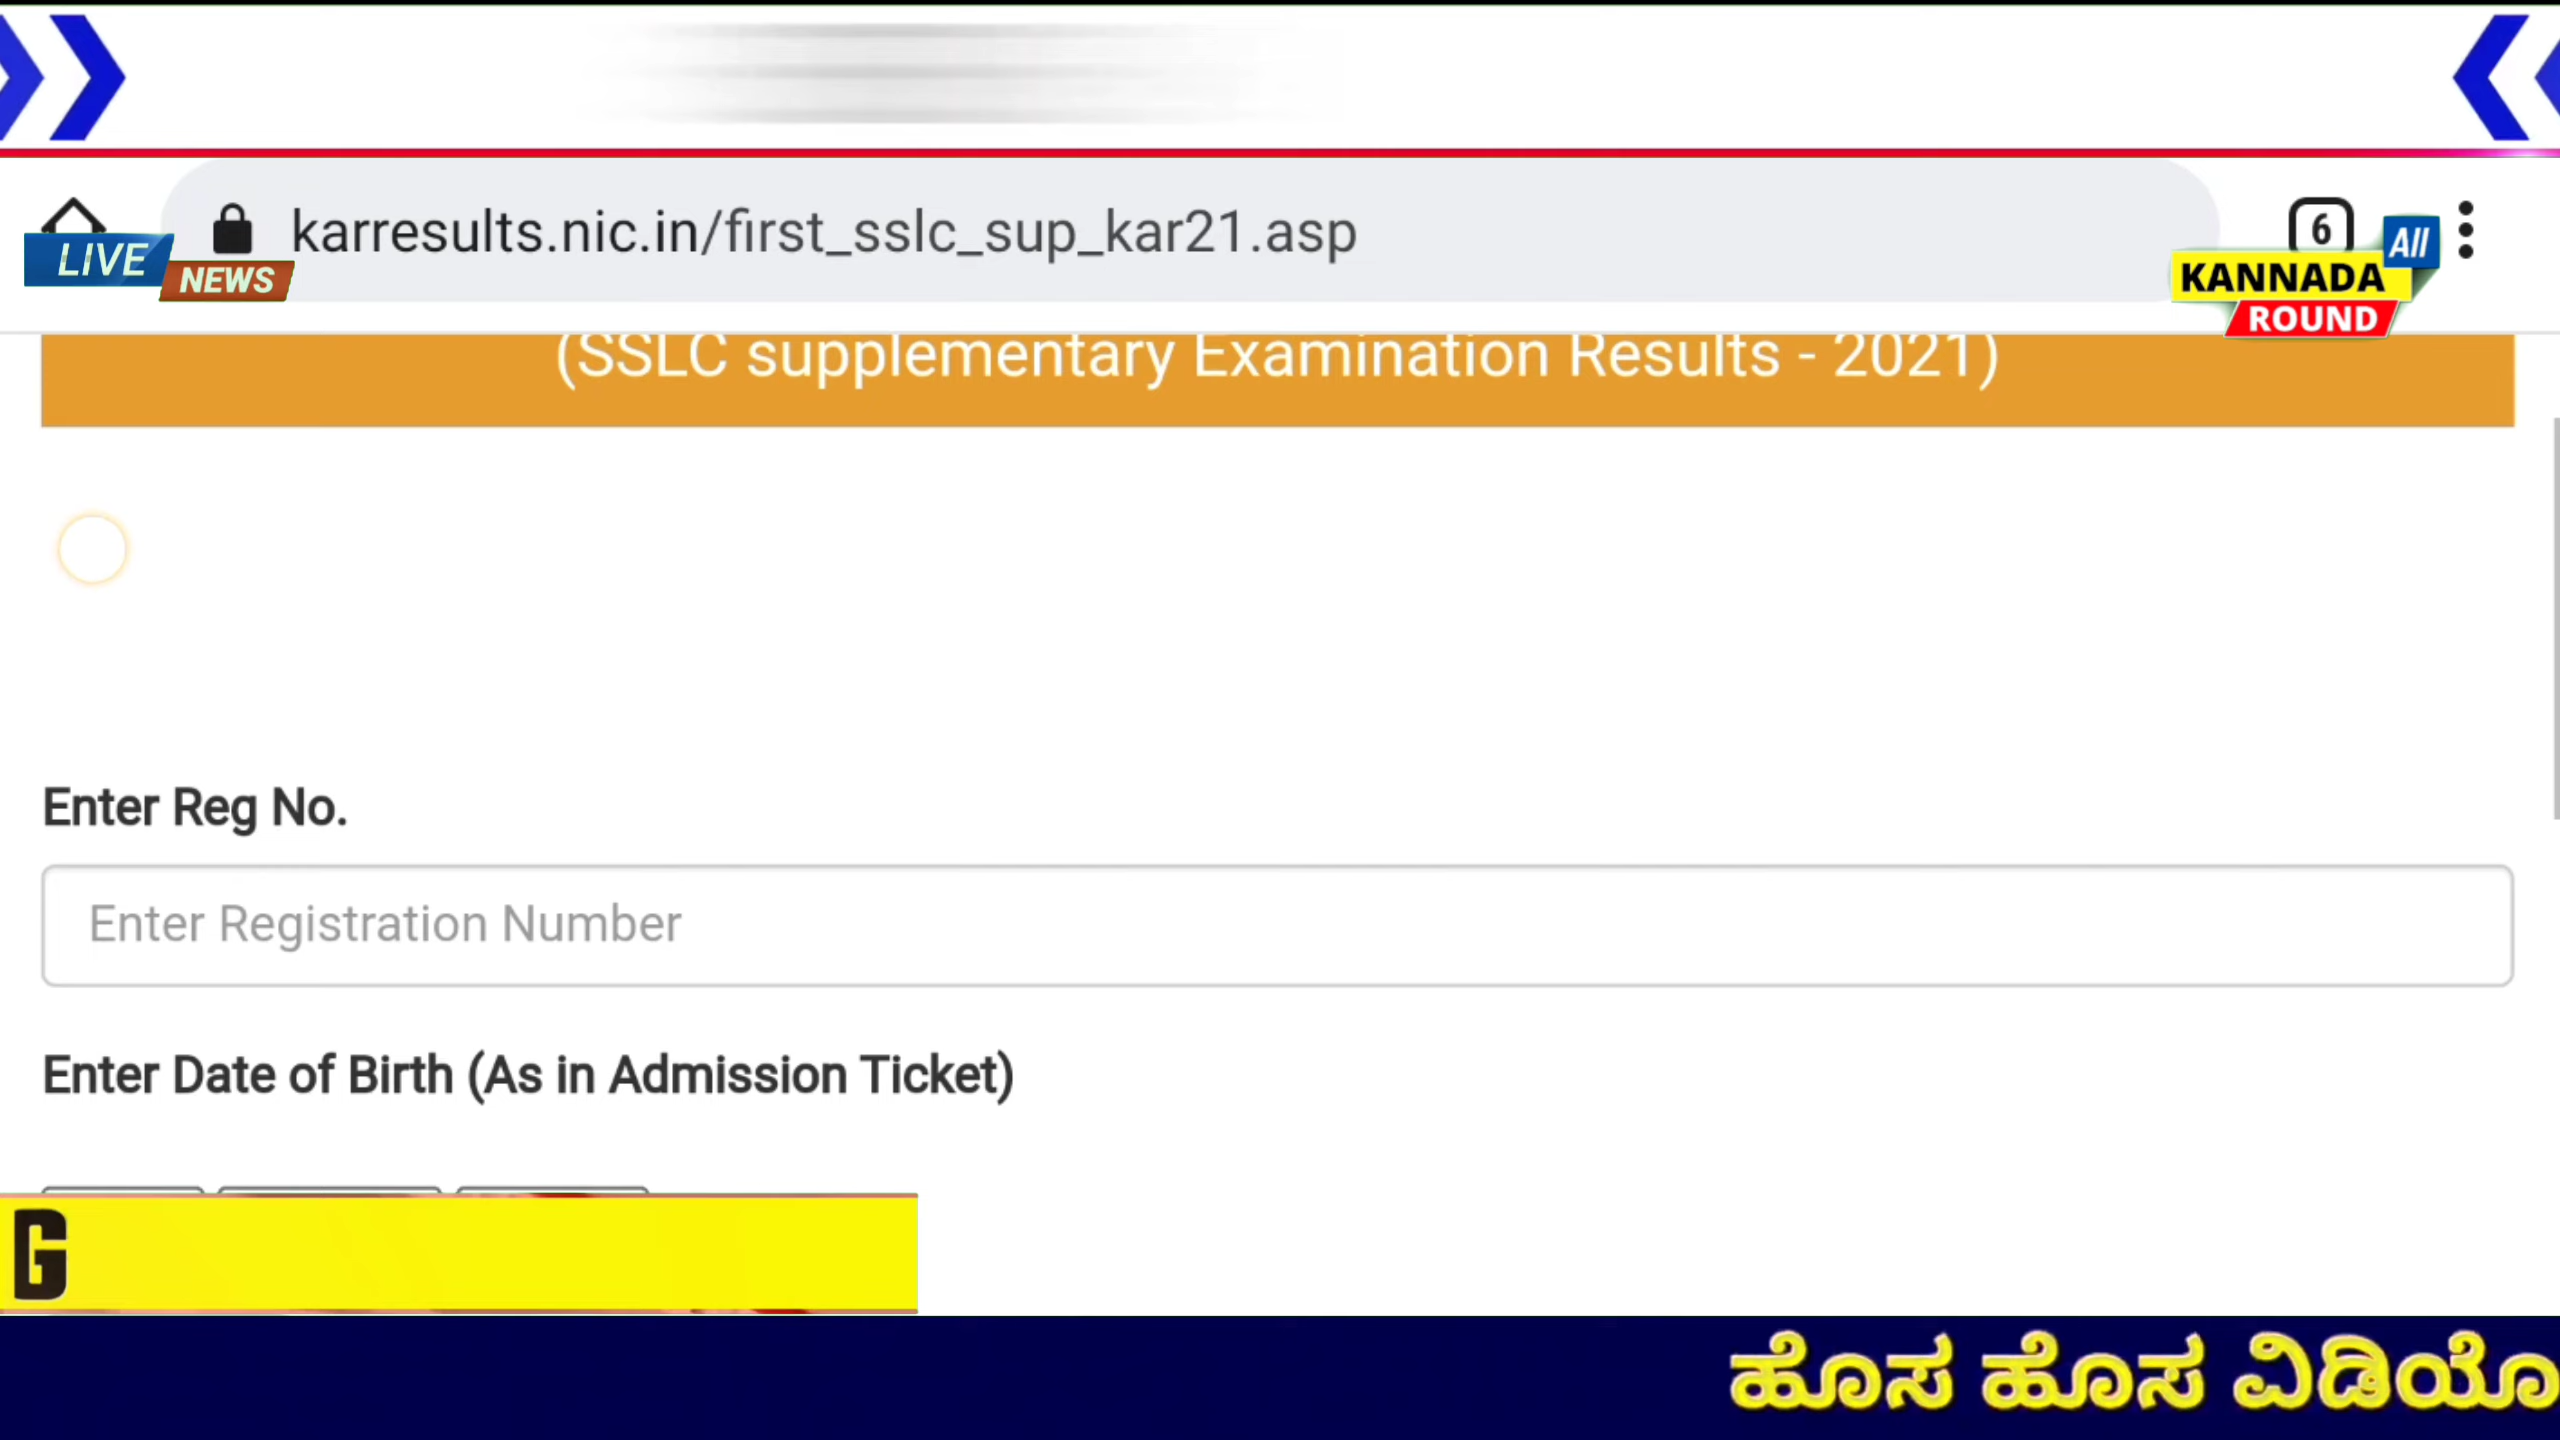 karresults.nic.in/first_sslc_sup_kar21.asp
6
LIVE
NEWS
All
KANNADA
ROUND
(SSLC supplementary Examination Results - 2021)
Enter Reg No.
Enter Registration Number
Enter Date of Birth (As in Admission Ticket)
G
ಹೊಸ ಹೊಸ ವಿಡಿಯೊ